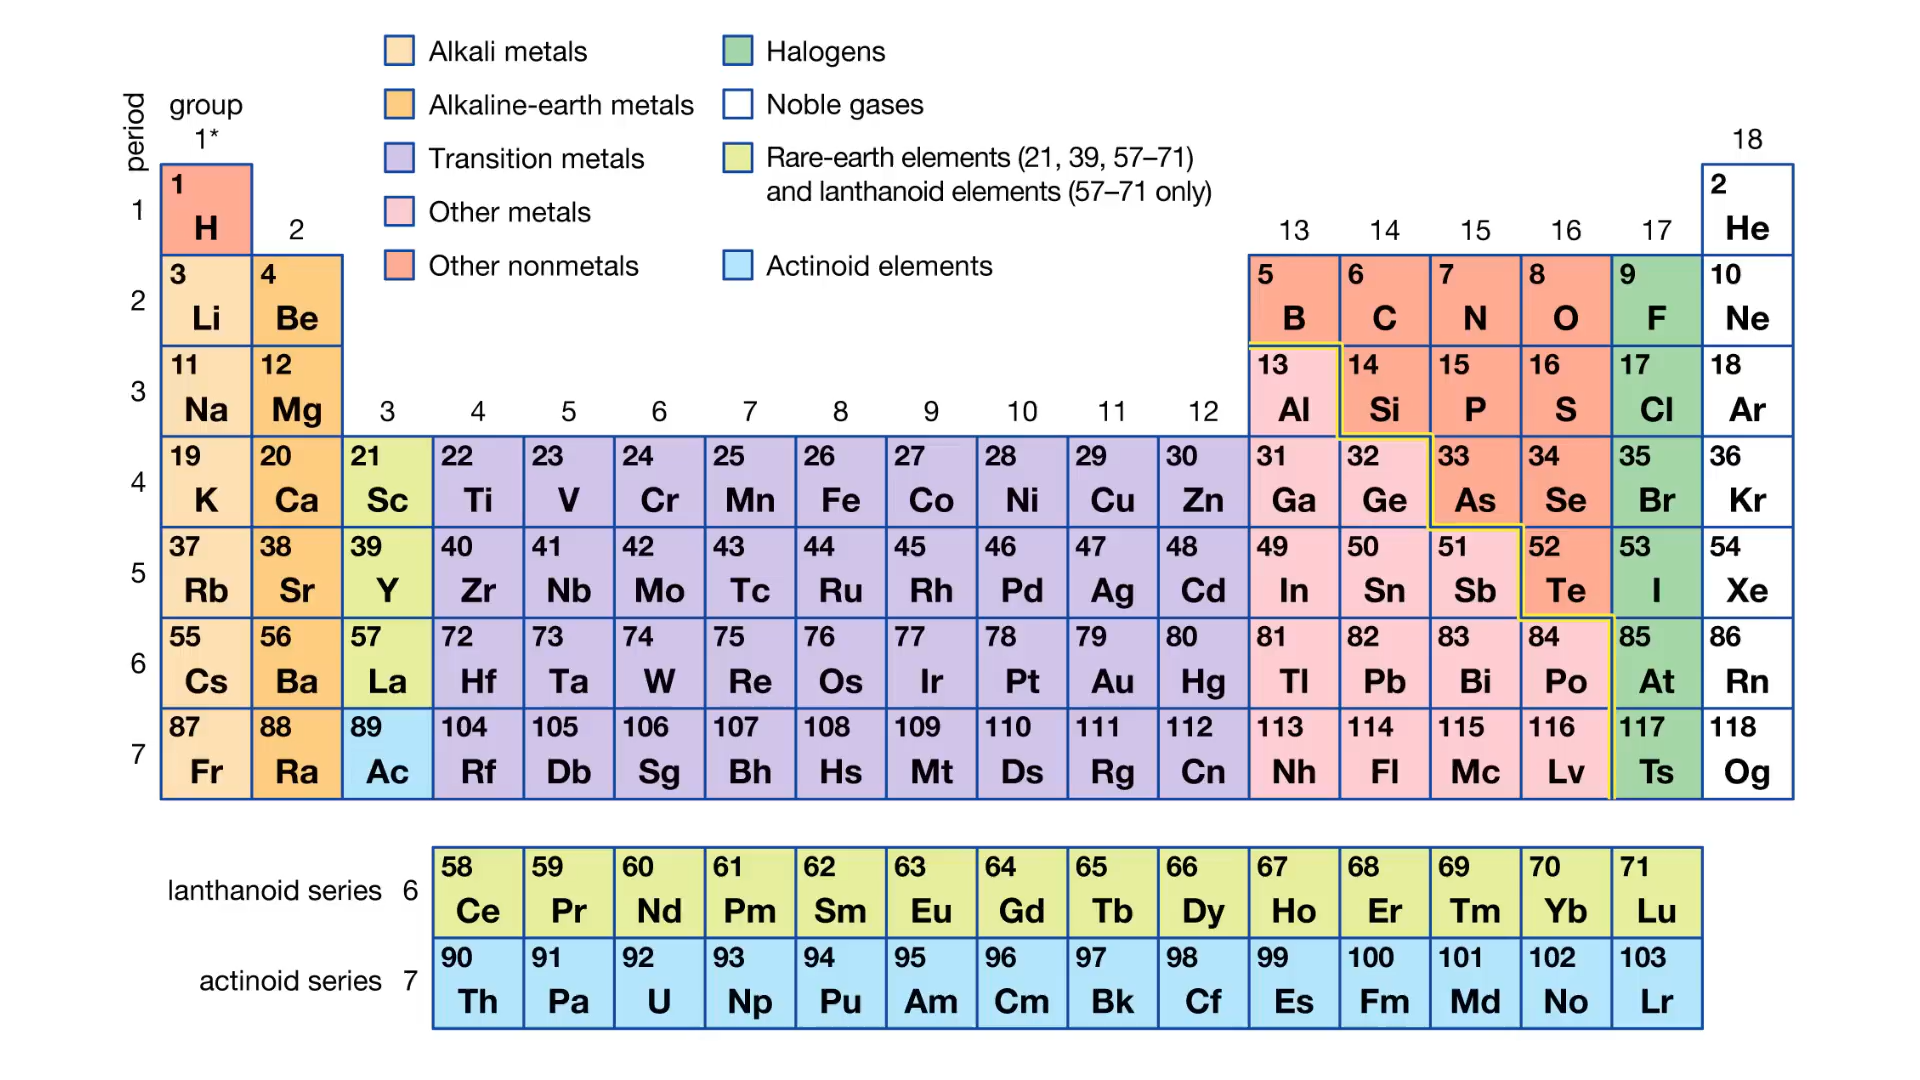 Alkali metals
Halogens
period
group
Alkaline-earth metals
Noble gases
1*
18
Transition metals
Rare-earth elements (21, 39, 57–71)
and lanthanoid elements (57–71 only)
1
1 H
2
Other metals
13 14 15 16 17
2 He
Other nonmetals
Actinoid elements
2
3 Li
4 Be
5 B
6 C
7 N
8 O
9 F
10 Ne
3
11 Na
12 Mg
3 4 5 6 7 8 9 10 11 12
13 Al
14 Si
15 P
16 S
17 Cl
18 Ar
4
19 K
20 Ca
21 Sc
22 Ti
23 V
24 Cr
25 Mn
26 Fe
27 Co
28 Ni
29 Cu
30 Zn
31 Ga
32 Ge
33 As
34 Se
35 Br
36 Kr
5
37 Rb
38 Sr
39 Y
40 Zr
41 Nb
42 Mo
43 Tc
44 Ru
45 Rh
46 Pd
47 Ag
48 Cd
49 In
50 Sn
51 Sb
52 Te
53 I
54 Xe
6
55 Cs
56 Ba
57 La
72 Hf
73 Ta
74 W
75 Re
76 Os
77 Ir
78 Pt
79 Au
80 Hg
81 Tl
82 Pb
83 Bi
84 Po
85 At
86 Rn
7
87 Fr
88 Ra
89 Ac
104 Rf
105 Db
106 Sg
107 Bh
108 Hs
109 Mt
110 Ds
111 Rg
112 Cn
113 Nh
114 Fl
115 Mc
116 Lv
117 Ts
118 Og
lanthanoid series 6
58 Ce
59 Pr
60 Nd
61 Pm
62 Sm
63 Eu
64 Gd
65 Tb
66 Dy
67 Ho
68 Er
69 Tm
70 Yb
71 Lu
actinoid series 7
90 Th
91 Pa
92 U
93 Np
94 Pu
95 Am
96 Cm
97 Bk
98 Cf
99 Es
100 Fm
101 Md
102 No
103 Lr